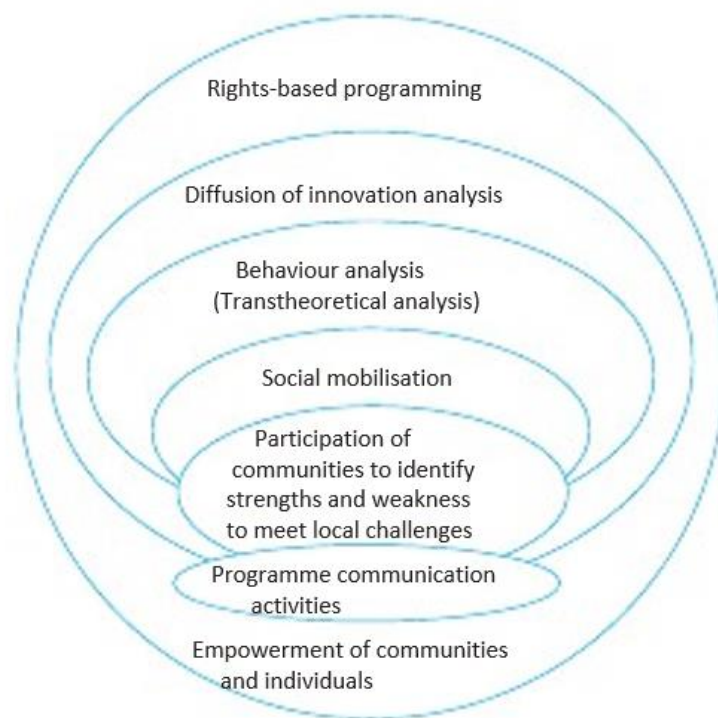 Rights-based programming
Diffusion of innovation analysis
Behaviour analysis
(Transtheoretical analysis)
Social mobilisation
Participation of
communities to identify
strengths and weakness
to meet local challenges
Programme communication
activities
Empowerment of communities
and individuals